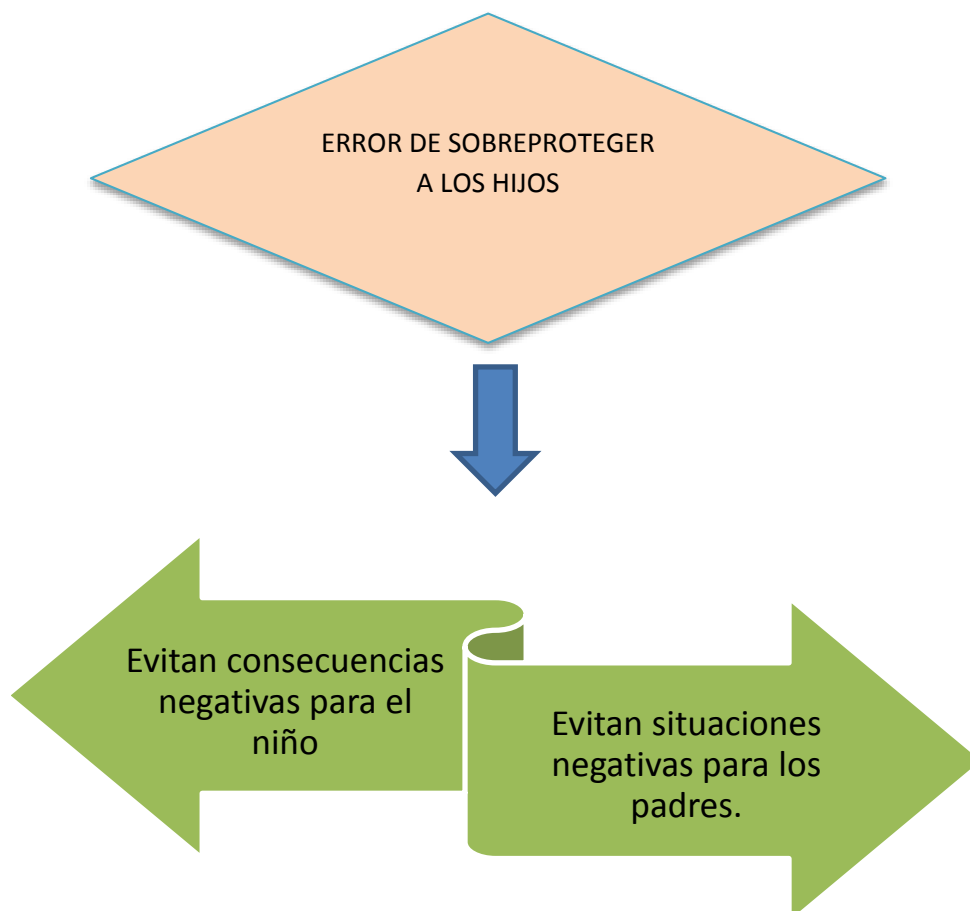 ERROR DE SOBREPROTEGER
A LOS HIJOS
Evitan consecuencias
negativas para el
niño
Evitan situaciones
negativas para los
padres.